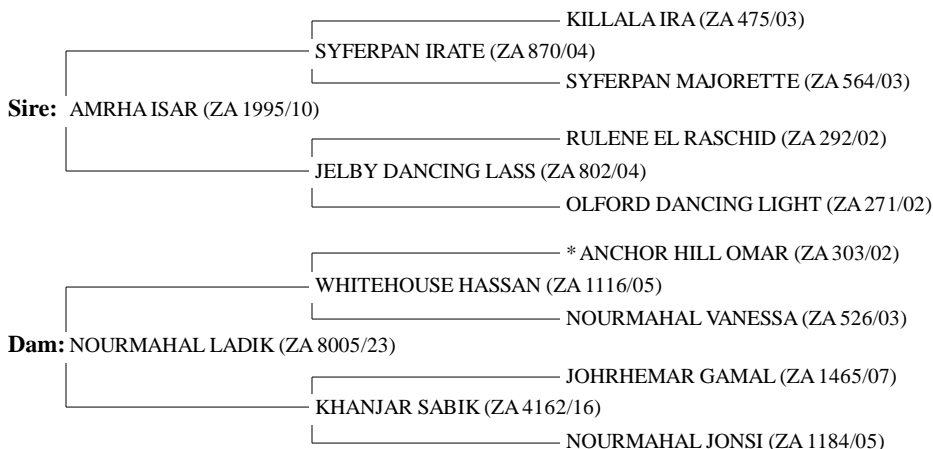 KILLALA IRA (ZA 475/03)
SYFERPAN IRATE (ZA 870/04)
SYFERPAN MAJORETTE (ZA 564/03)
Sire: AMRHA ISAR (ZA 1995/10)
RULENE EL RASCHID (ZA 292/02)
JELBY DANCING LASS (ZA 802/04)
OLFORD DANCING LIGHT (ZA 271/02)
* ANCHOR HILL OMAR (ZA 303/02)
WHITEHOUSE HASSAN (ZA 1116/05)
NOURMAHAL VANESSA (ZA 526/03)
Dam: NOURMAHAL LADIK (ZA 8005/23)
JOHRHEMAR GAMAL (ZA 1465/07)
KHANJAR SABIK (ZA 4162/16)
NOURMAHAL JONSI (ZA 1184/05)